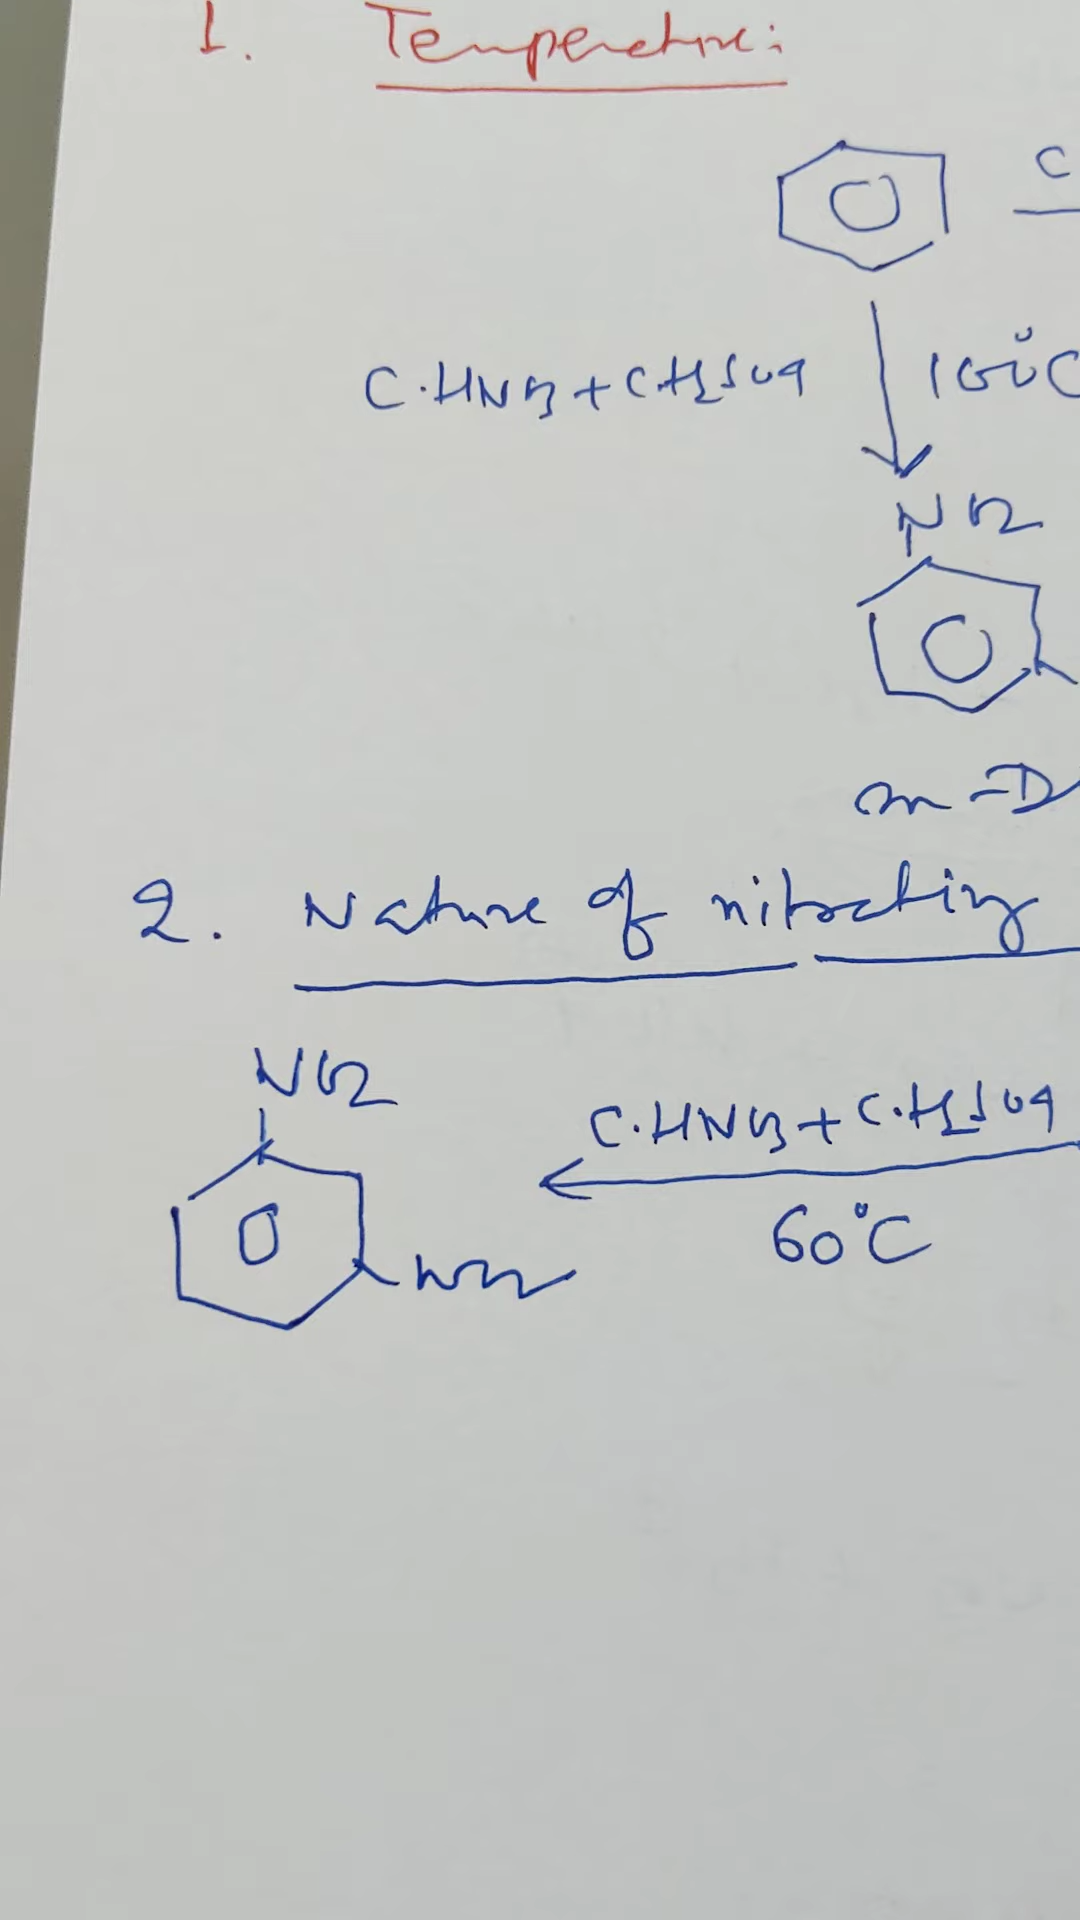 1. Temperature:
C
C.HNO3 + C.H2SO4 100°C
NO2
m-D
2. Nature of nitrating
NO2
C.HNO3 + C.H2SO4
60°C